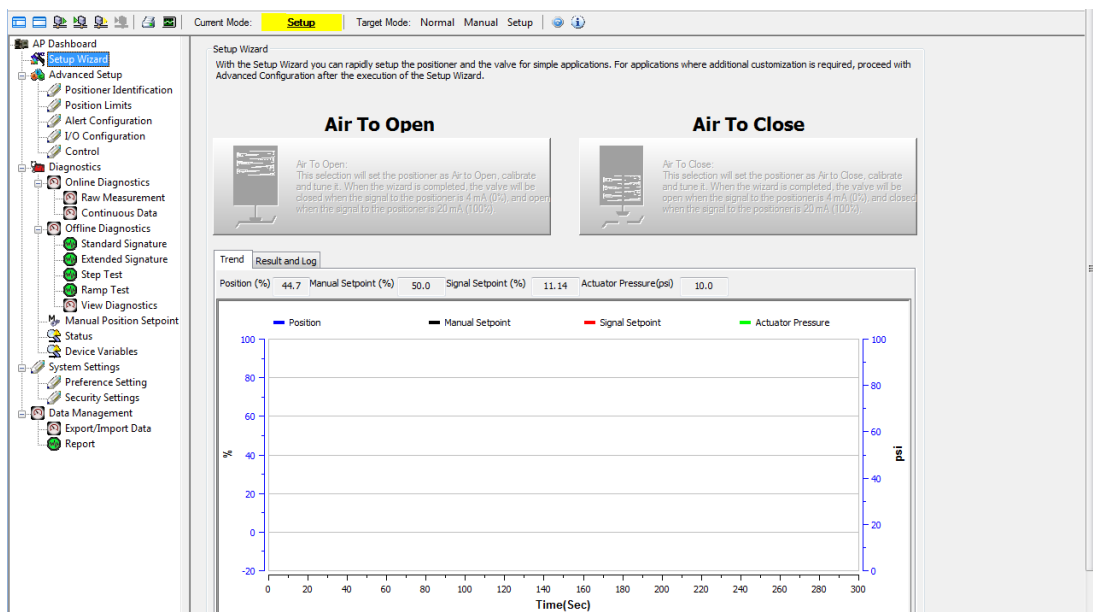 Current Mode: Setup Target Mode: Normal Manual Setup
AP Dashboard
Setup Wizard
Advanced Setup
Positioner Identification
Position Limits
Alert Configuration
I/O Configuration
Control
Diagnostics
Online Diagnostics
Raw Measurement
Continuous Data
Offline Diagnostics
Standard Signature
Extended Signature
Step Test
Ramp Test
View Diagnostics
Manual Position Setpoint
Status
Device Variables
System Settings
Preference Setting
Security Settings
Data Management
Export/Import Data
Report
Setup Wizard
With the Setup Wizard you can rapidly setup the positioner and the valve for simple applications. For applications where additional customization is required, proceed with
Advanced Configuration after the execution of the Setup Wizard.
Air To Open
Air To Open:
This selection will set the positioner as Air to Open, calibrate
and tune it. When the wizard is completed, the valve will be
closed when the signal to the positioner is 4 mA (0%), and open
when the signal to the positioner is 20 mA (100%).
Air To Close
Air To Close:
This selection will set the positioner as Air to Close, calibrate
and tune it. When the wizard is completed, the valve will be
open when the signal to the positioner is 4 mA (0%), and closed
when the signal to the positioner is 20 mA (100%).
Trend Result and Log
Position (%) 44.7 Manual Setpoint (%) 50.0 Signal Setpoint (%) 11.14 Actuator Pressure(psi) 10.0
Position Manual Setpoint Signal Setpoint Actuator Pressure
100
80
60
40
20
0
-20
%
100
80
60
40
20
0
psi
0 20 40 60 80 100 120 140 160 180 200 220 240 260 280 300
Time(Sec)